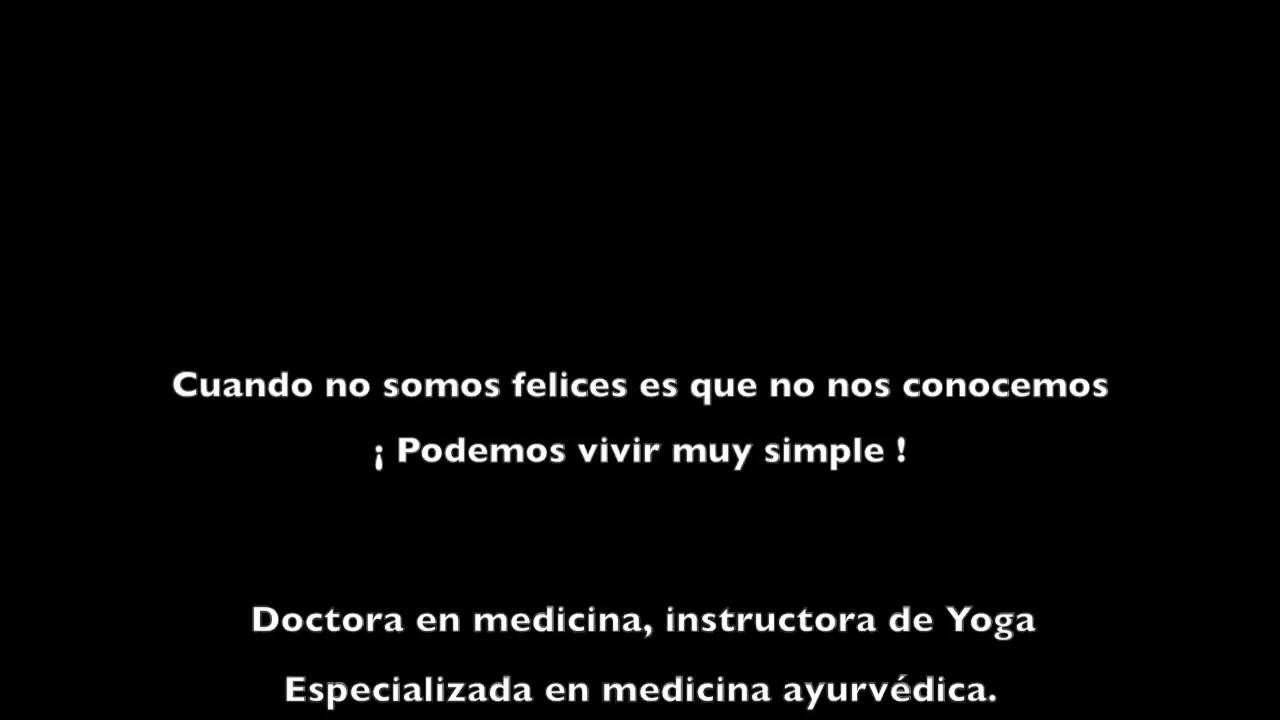 Cuando no somos felices es que no nos conocemos
¡ Podemos vivir muy simple !
Doctora en medicina, instructora de Yoga
Especializada en medicina ayurvédica.